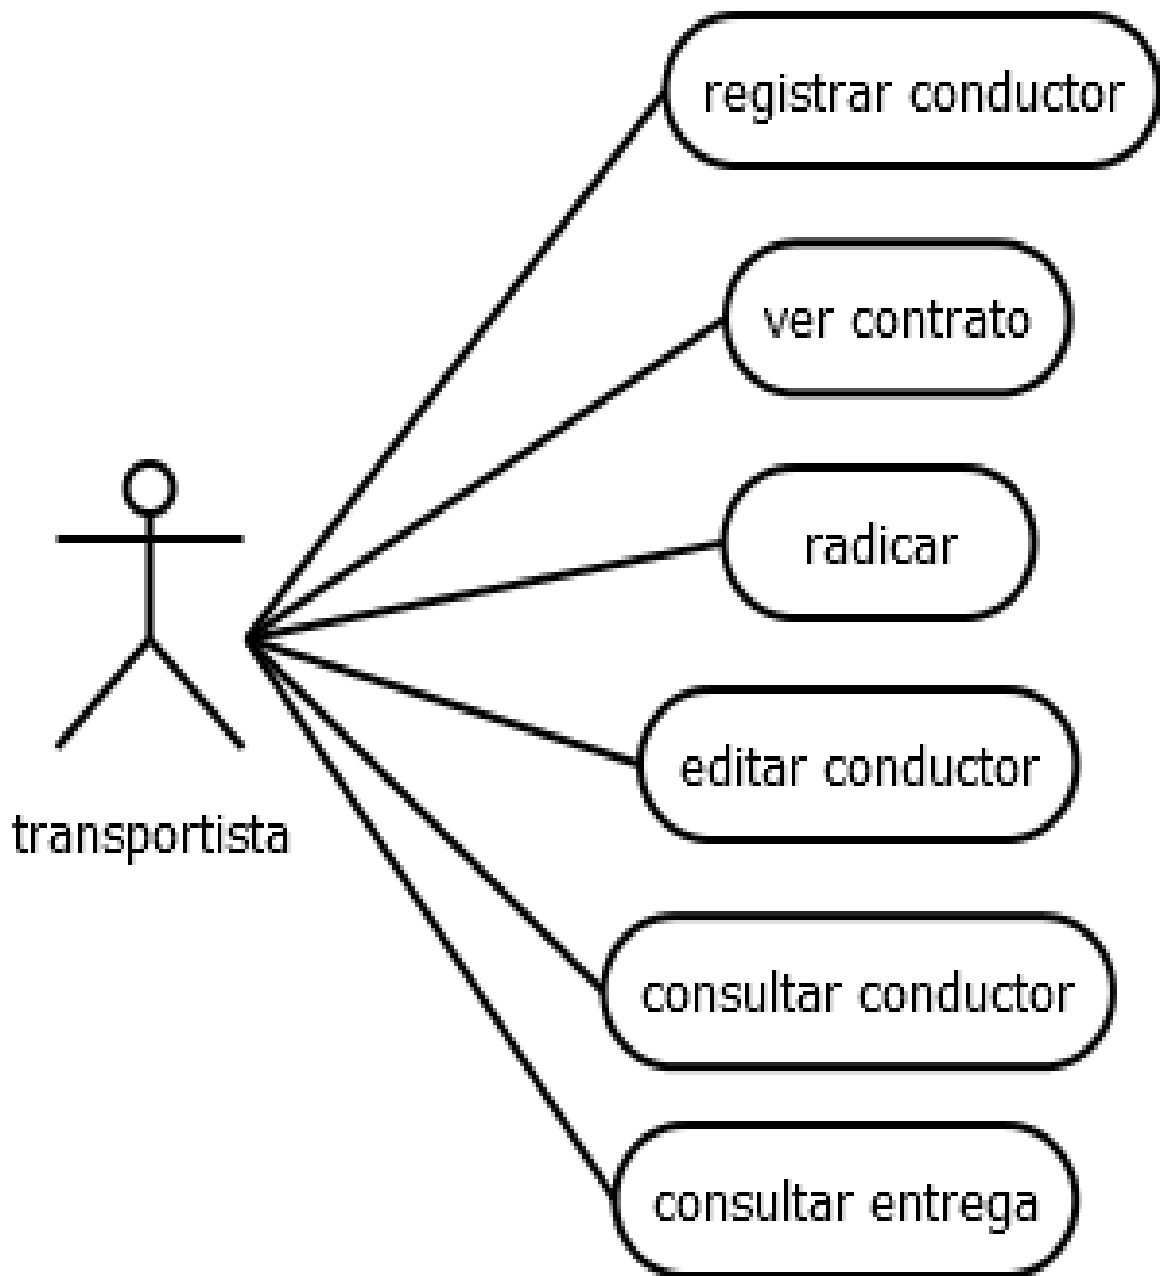 registrar conductor
ver contrato
radicar
editar conductor
transportista
consultar conductor
consultar entrega